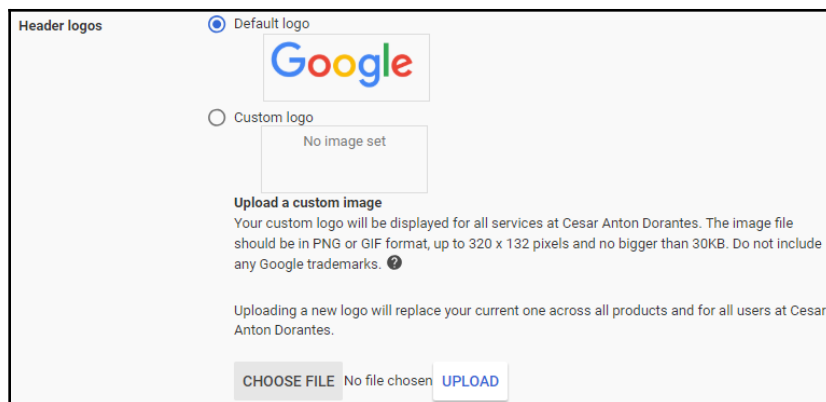 Header logos
Default logo
Google
Custom logo
No image set
Upload a custom image
Your custom logo will be displayed for all services at Cesar Anton Dorantes. The image file
should be in PNG or GIF format, up to 320 x 132 pixels and no bigger than 30KB. Do not include
any Google trademarks. ?
Uploading a new logo will replace your current one across all products and for all users at Cesar
Anton Dorantes.
CHOOSE FILE No file chosen UPLOAD